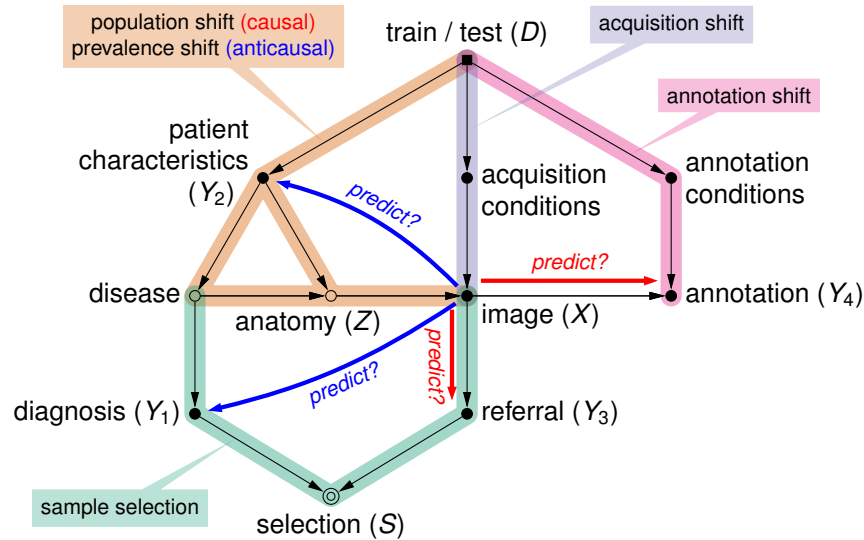 population shift (causal)
prevalence shift (anticausal)
train / test (D)
acquisition shift
annotation shift
patient
characteristics
(Y2)
predict?
acquisition
conditions
annotation
conditions
predict?
disease
anatomy (Z)
image (X)
annotation (Y4)
predict?
predict?
diagnosis (Y1)
referral (Y3)
sample selection
selection (S)